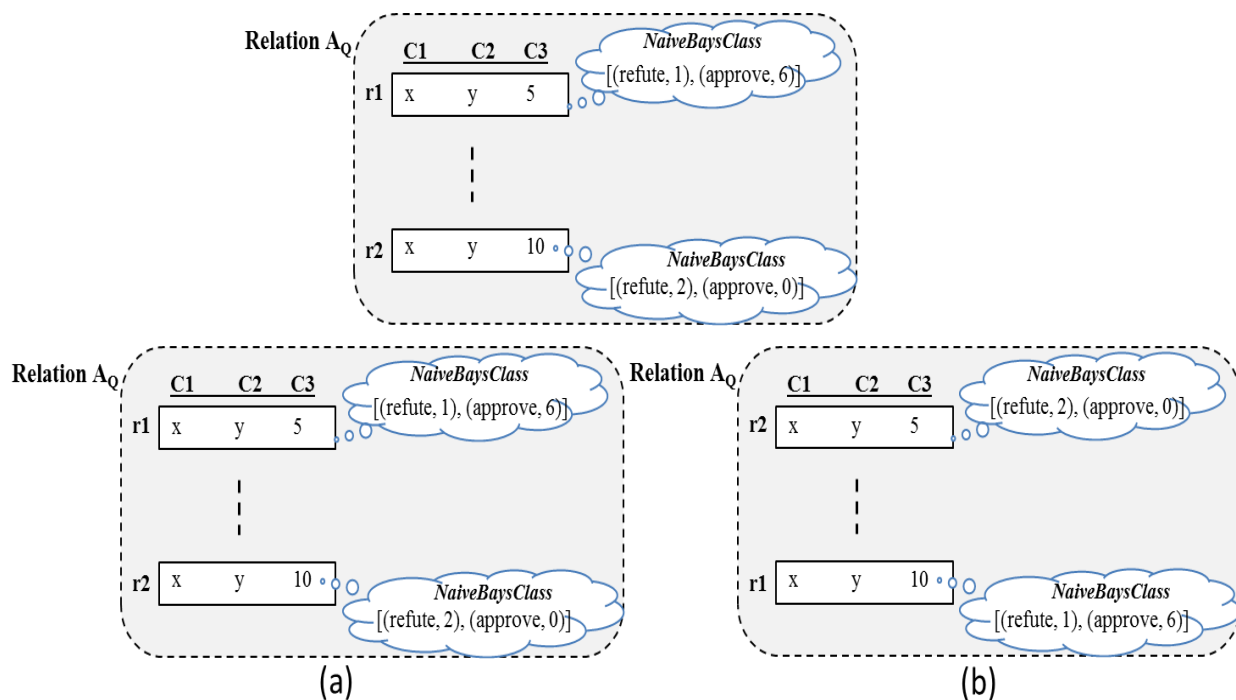 Relation AQ
C1 C2 C3
NaiveBaysClass
[(refute, 1), (approve, 6)]
r1 x y 5
r2 x y 10
NaiveBaysClass
[(refute, 2), (approve, 0)]
Relation AQ
C1 C2 C3
NaiveBaysClass
[(refute, 1), (approve, 6)]
r1 x y 5
r2 x y 10
NaiveBaysClass
[(refute, 2), (approve, 0)]
(a)
Relation AQ
C1 C2 C3
NaiveBaysClass
[(refute, 2), (approve, 0)]
r2 x y 5
r1 x y 10
NaiveBaysClass
[(refute, 1), (approve, 6)]
(b)